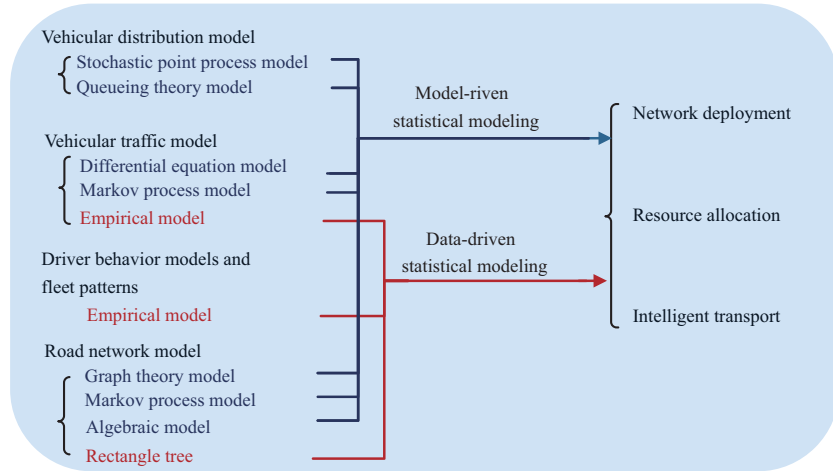 Vehicular distribution model
Stochastic point process model
Queueing theory model
Vehicular traffic model
Differential equation model
Markov process model
Empirical model
Driver behavior models and
fleet patterns
Empirical model
Road network model
Graph theory model
Markov process model
Algebraic model
Rectangle tree
Model-riven
statistical modeling
Data-driven
statistical modeling
Network deployment
Resource allocation
Intelligent transport